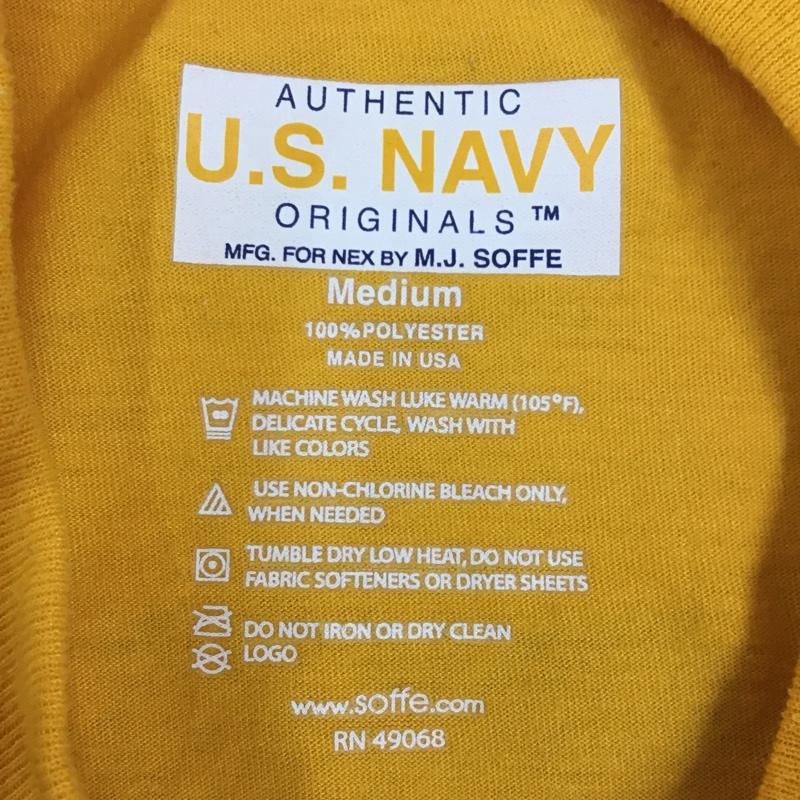 AUTHENTIC
U.S. NAVY
ORIGINALS ™
MFG. FOR NEX BY M.J. SOFFE
Medium
100%POLYESTER
MADE IN USA
MACHINE WASH LUKE WARM (105°F),
DELICATE CYCLE, WASH WITH
LIKE COLORS
USE NON-CHLORINE BLEACH ONLY,
WHEN NEEDED
TUMBLE DRY LOW HEAT, DO NOT USE
FABRIC SOFTENERS OR DRYER SHEETS
DO NOT IRON OR DRY CLEAN
LOGO
www.soffe.com
RN 49068